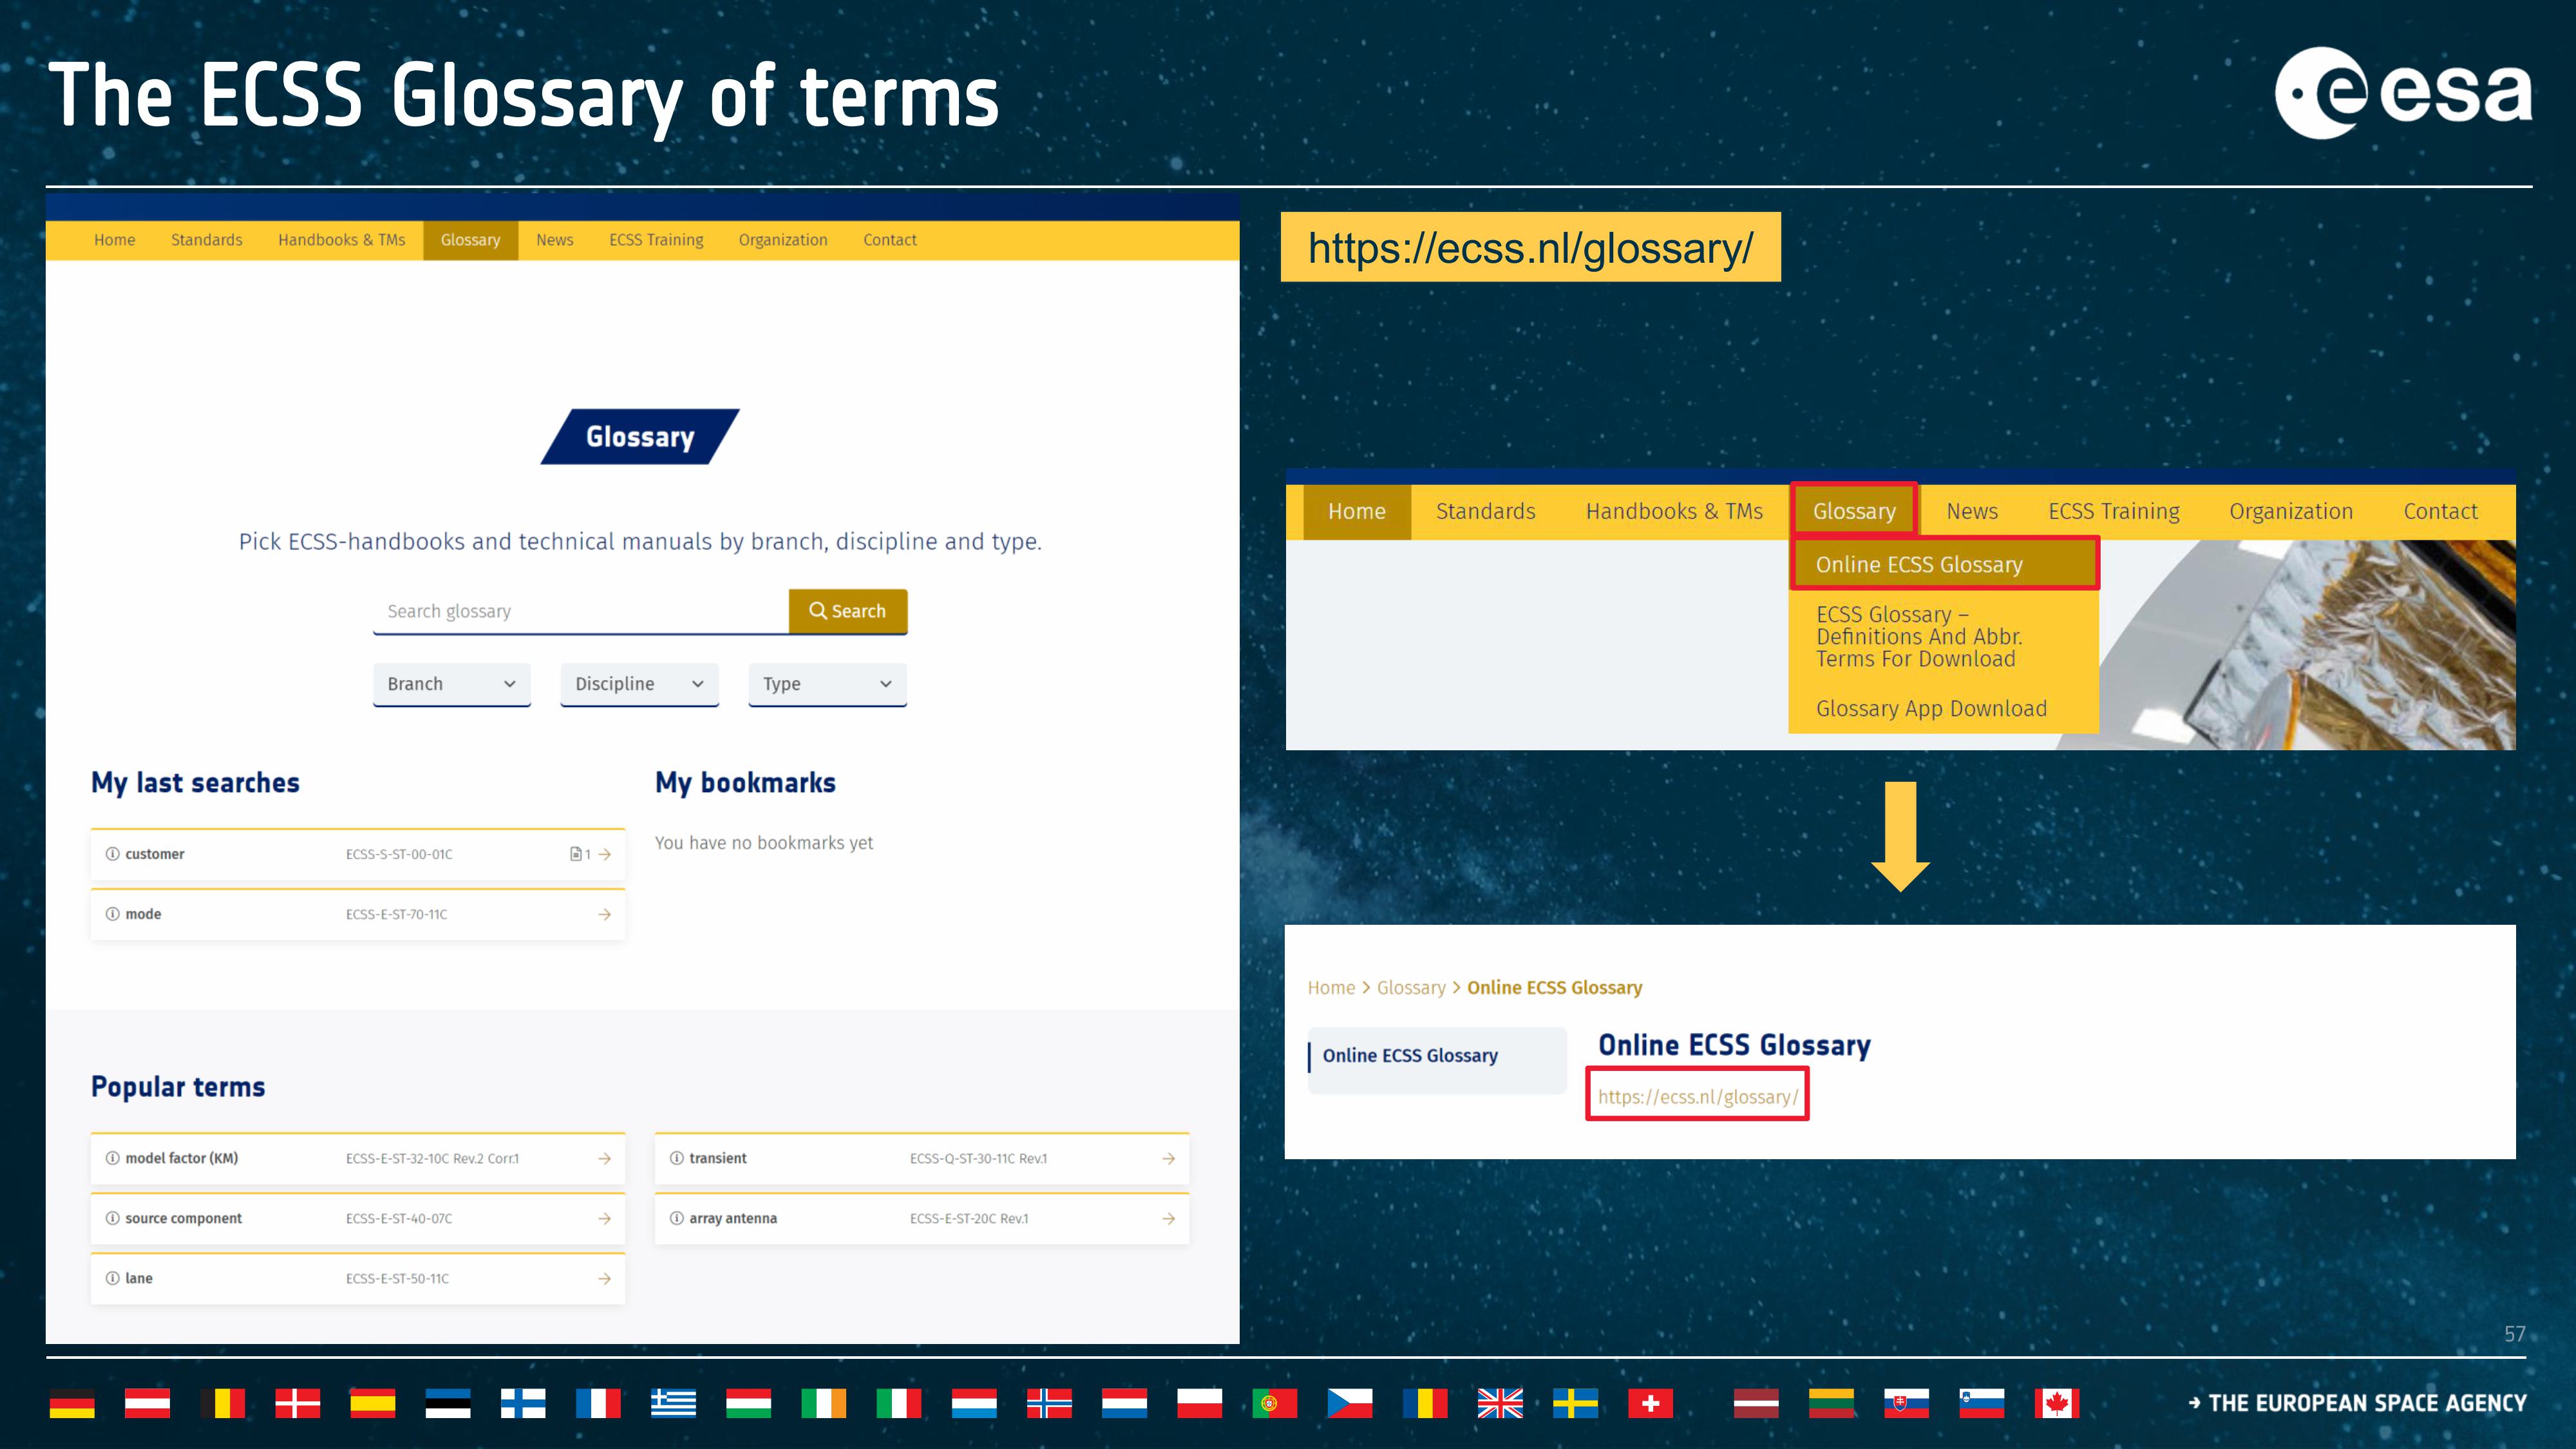 The ECSS Glossary of terms
esa
Home Standards Handbooks & TMs Glossary News ECSS Training Organization Contact
Glossary
Pick ECSS-handbooks and technical manuals by branch, discipline and type.
Search glossary Search
Branch Discipline Type
My last searches
customer ECSS-S-ST-00-01C 1
mode ECSS-E-ST-70-11C
My bookmarks
You have no bookmarks yet
Popular terms
model factor (KM) ECSS-E-ST-32-10C Rev.2 Corr.1
source component ECSS-E-ST-40-07C
lane ECSS-E-ST-50-11C
transient ECSS-Q-ST-30-11C Rev.1
array antenna ECSS-E-ST-20C Rev.1
https://ecss.nl/glossary/
Home Standards Handbooks & TMs Glossary News ECSS Training Organization Contact
Online ECSS Glossary
ECSS Glossary –
Definitions And Abbr.
Terms For Download
Glossary App Download
Home > Glossary > Online ECSS Glossary
Online ECSS Glossary
Online ECSS Glossary
https://ecss.nl/glossary/
57
→ THE EUROPEAN SPACE AGENCY